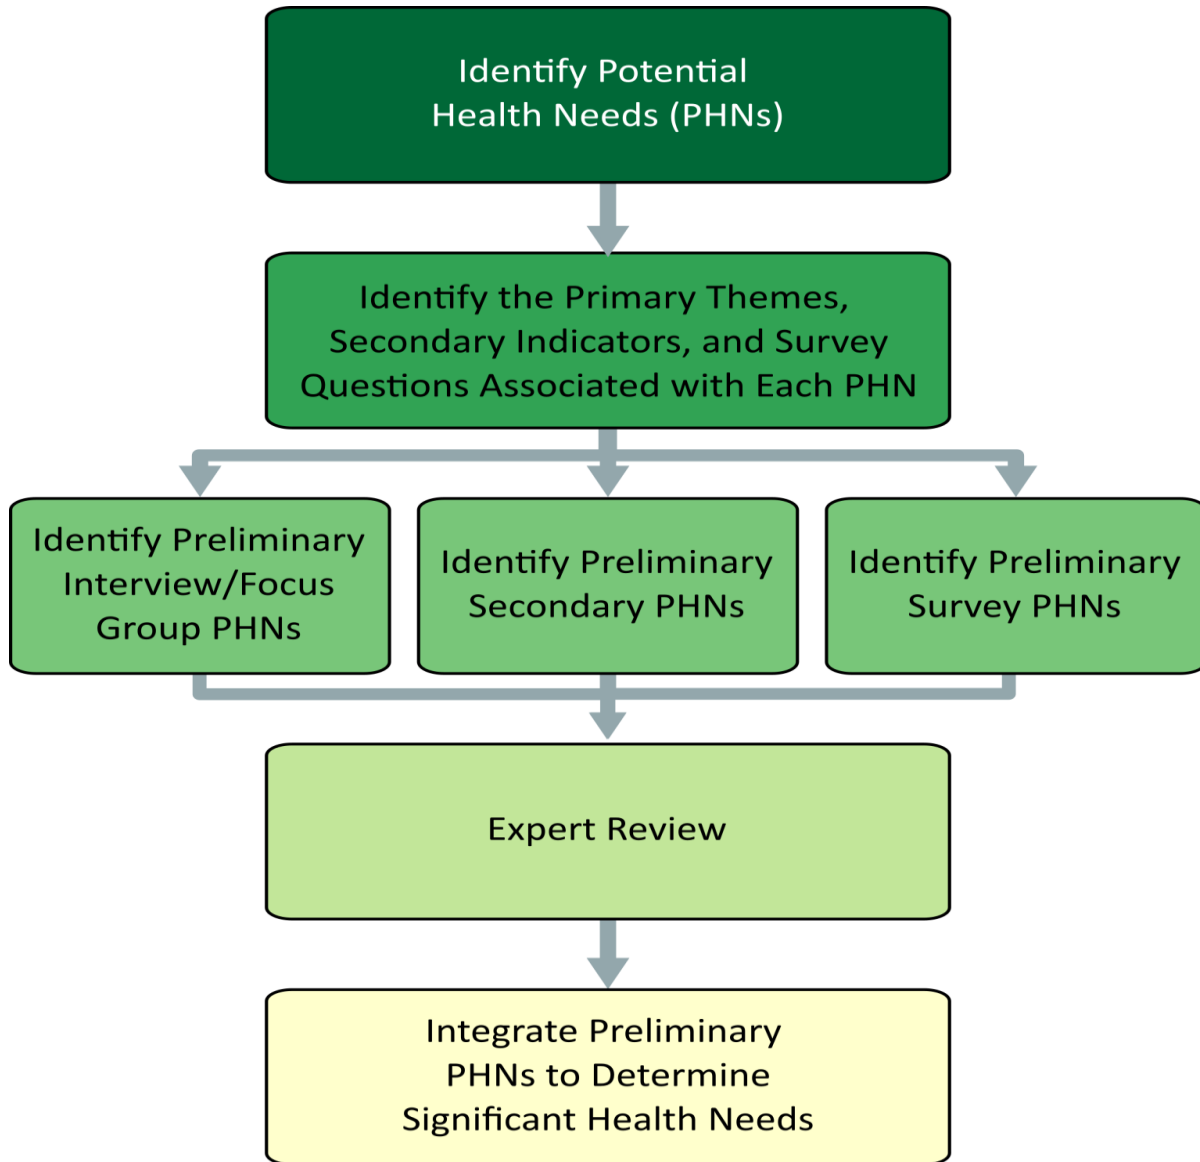 Identify Potential
Health Needs (PHNs)
Identify the Primary Themes,
Secondary Indicators, and Survey
Questions Associated with Each PHN
Identify Preliminary
Interview/Focus
Group PHNs
Identify Preliminary
Secondary PHNs
Identify Preliminary
Survey PHNs
Expert Review
Integrate Preliminary
PHNs to Determine
Significant Health Needs